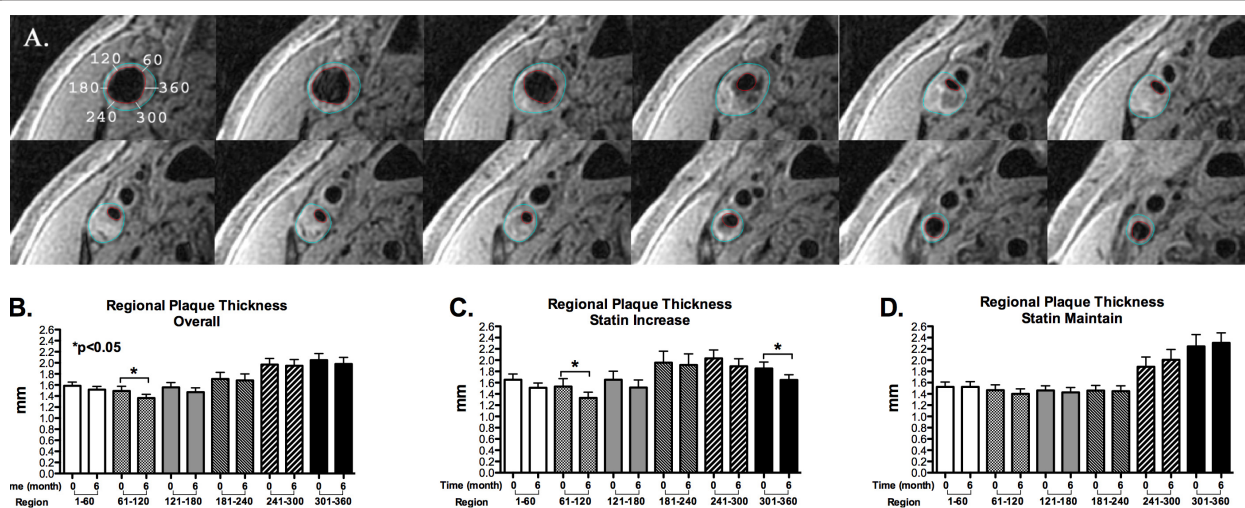 A.
120 60
180 360
240 300
B.
Regional Plaque Thickness
Overall
*p<0.05
*
mm
2.6
2.4
2.2
2.0
1.8
1.6
1.4
1.2
1.0
0.8
0.6
0.4
0.2
0.0
me (month) 0 6 0 6 0 6 0 6 0 6 0 6
Region 1-60 61-120 121-180 181-240 241-300 301-360
C.
Regional Plaque Thickness
Statin Increase
* *
mm
2.6
2.4
2.2
2.0
1.8
1.6
1.4
1.2
1.0
0.8
0.6
0.4
0.2
0.0
Time (month) 0 6 0 6 0 6 0 6 0 6 0 6
Region 1-60 61-120 121-180 181-240 241-300 301-360
D.
Regional Plaque Thickness
Statin Maintain
mm
2.6
2.4
2.2
2.0
1.8
1.6
1.4
1.2
1.0
0.8
0.6
0.4
0.2
0.0
Time (month) 0 6 0 6 0 6 0 6 0 6 0 6
Region 1-60 61-120 121-180 181-240 241-300 301-360